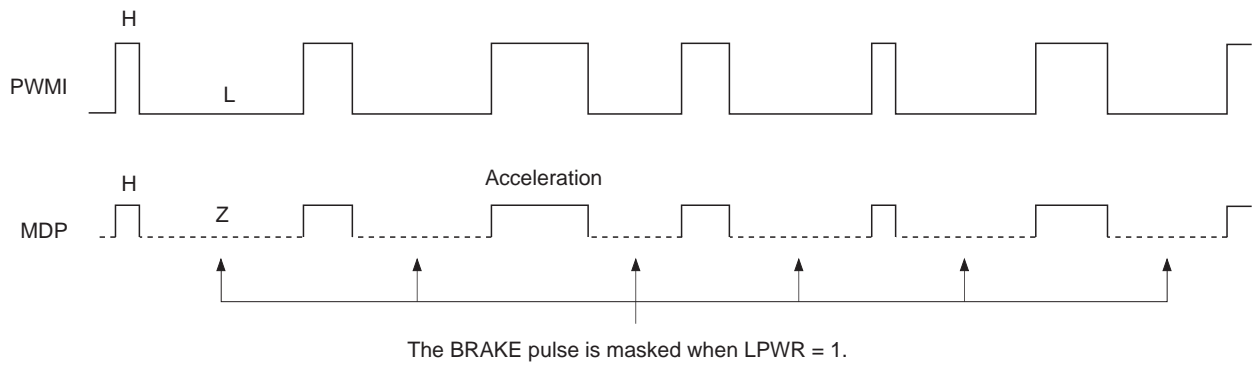 H
PWMI
L
Acceleration
H
Z
MDP
The BRAKE pulse is masked when LPWR = 1.